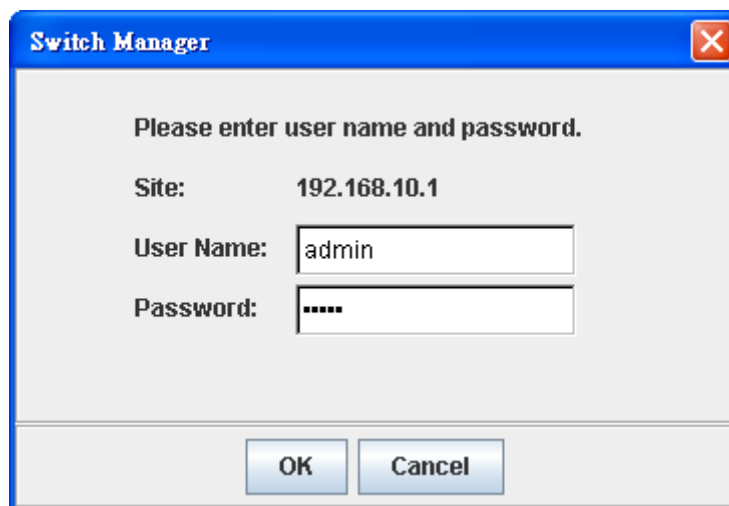 Switch Manager
Please enter user name and password.
Site: 192.168.10.1
User Name: admin
Password: •••••
OK Cancel